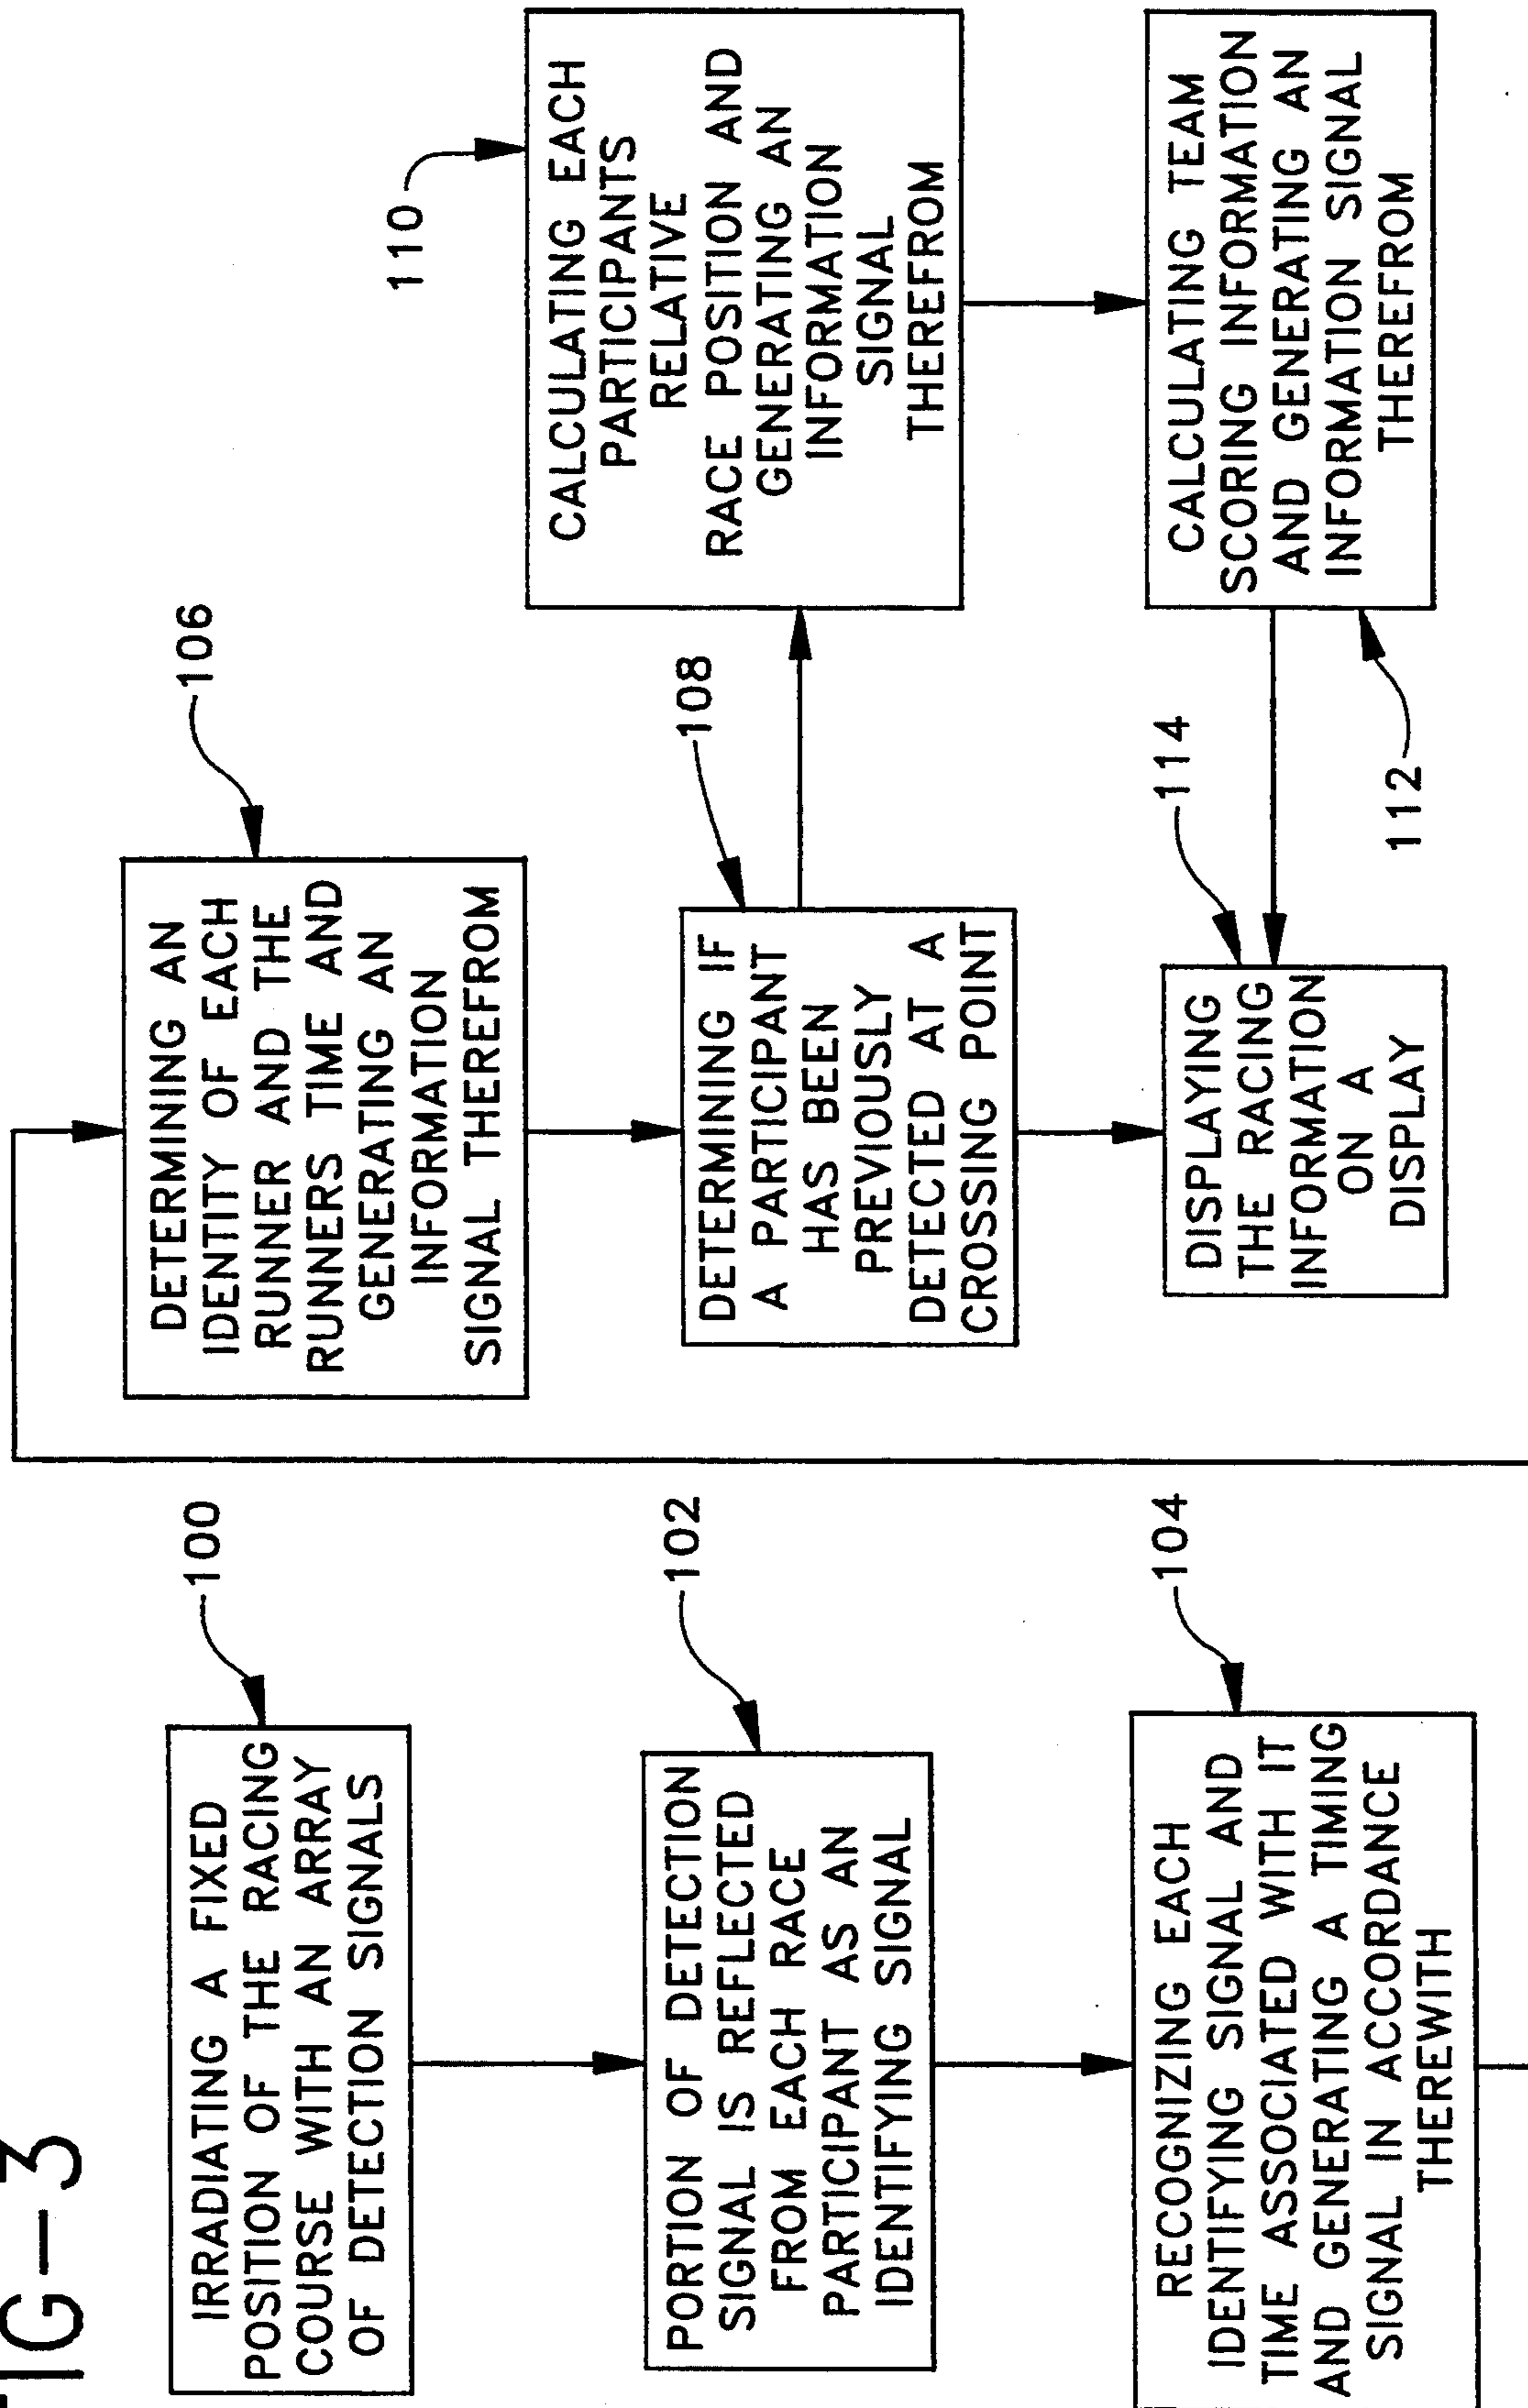 FIG-3
IRRADIATING A FIXED
POSITION OF THE RACING
COURSE WITH AN ARRAY
OF DETECTION SIGNALS
100
PORTION OF DETECTION
SIGNAL IS REFLECTED
FROM EACH RACE
PARTICIPANT AS AN
IDENTIFYING SIGNAL
102
RECOGNIZING EACH
IDENTIFYING SIGNAL AND
TIME ASSOCIATED WITH IT
AND GENERATING A TIMING
SIGNAL IN ACCORDANCE
THEREWITH
104
DETERMINING AN
IDENTITY OF EACH
RUNNER AND THE
RUNNERS TIME AND
GENERATING AN
INFORMATION
SIGNAL THEREFROM
106
DETERMINING IF
A PARTICIPANT
HAS BEEN
PREVIOUSLY
DETECTED AT A
CROSSING POINT
108
CALCULATING EACH
PARTICIPANTS
RELATIVE
RACE POSITION AND
GENERATING AN
INFORMATION
SIGNAL
THEREFROM
110
CALCULATING TEAM
SCORING INFORMATION
AND GENERATING AN
INFORMATION SIGNAL
THEREFROM
112
DISPLAYING
THE RACING
INFORMATION
ON A
DISPLAY
114